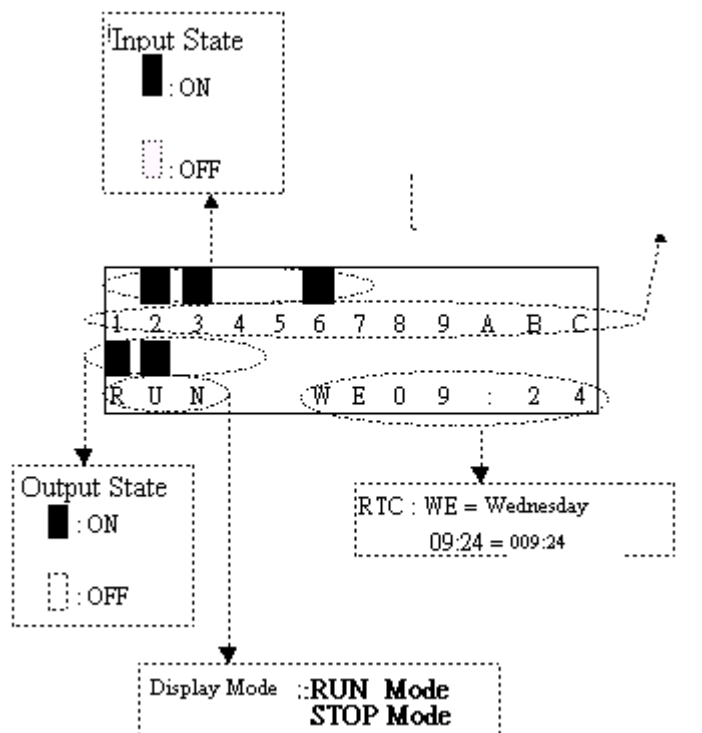 Input State
: ON
: OFF
1 2 3 4 5 6 7 8 9 A B C
R U N W E 0 9 : 2 4
Output State
: ON
: OFF
RTC : WE = Wednesday
09:24 = 009:24
Display Mode ::RUN Mode
STOP Mode